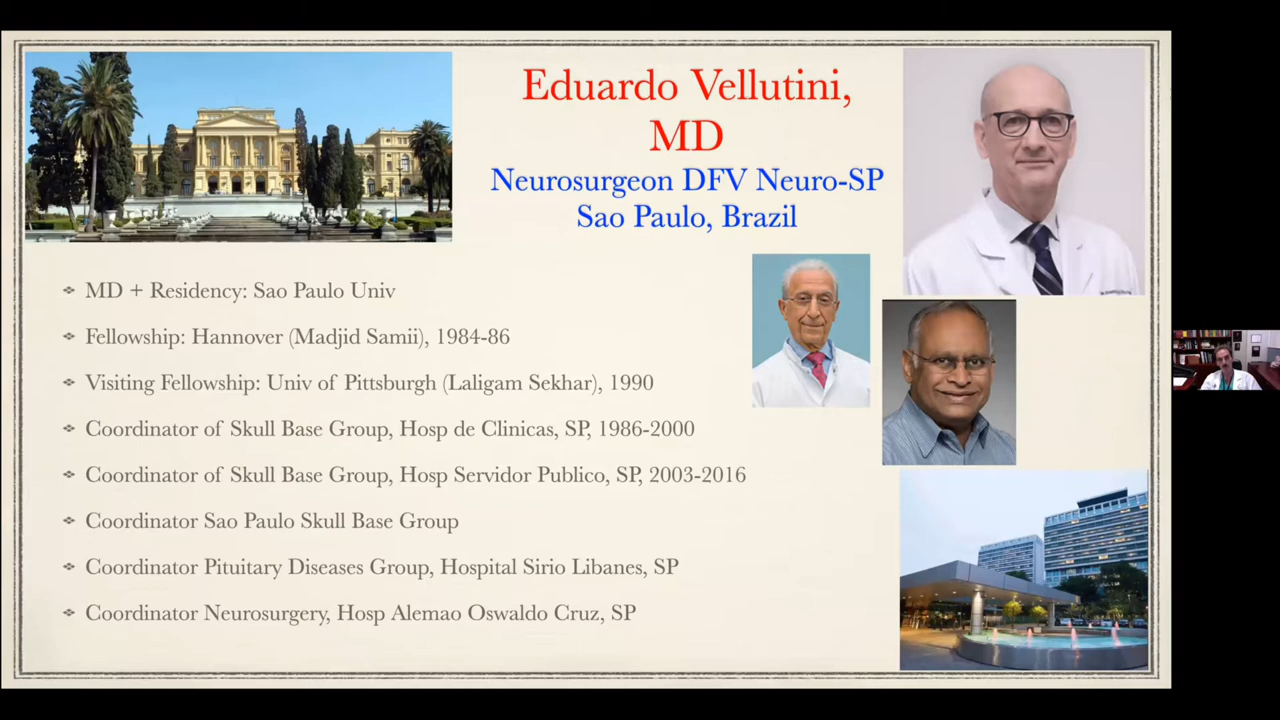 Eduardo Vellutini,
MD
Neurosurgeon DFV Neuro-SP
Sao Paulo, Brazil
MD + Residency: Sao Paulo Univ
Fellowship: Hannover (Madjid Samii), 1984-86
Visiting Fellowship: Univ of Pittsburgh (Laligam Sekhar), 1990
Coordinator of Skull Base Group, Hosp de Clinicas, SP, 1986-2000
Coordinator of Skull Base Group, Hosp Servidor Publico, SP, 2003-2016
Coordinator Sao Paulo Skull Base Group
Coordinator Pituitary Diseases Group, Hospital Sirio Libanes, SP
Coordinator Neurosurgery, Hosp Alemao Oswaldo Cruz, SP